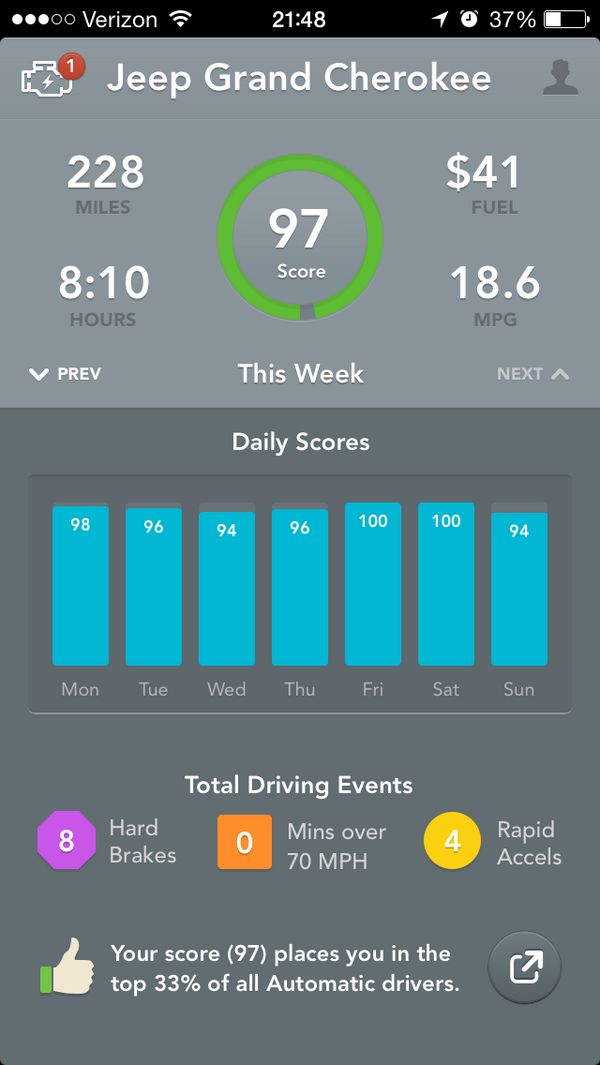 Verizon 21:48 37%
1 Jeep Grand Cherokee
228
MILES
8:10
HOURS
97
Score
$41
FUEL
18.6
MPG
PREV This Week NEXT
Daily Scores
98 96 94 96 100 100 94
Mon Tue Wed Thu Fri Sat Sun
Total Driving Events
8 Hard
Brakes
0 Mins over
70 MPH
4 Rapid
Accels
Your score (97) places you in the
top 33% of all Automatic drivers.